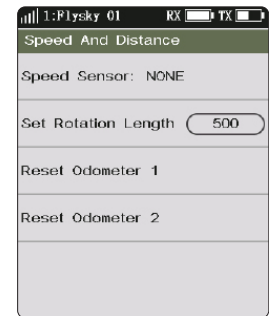 1:Flysky 01 RX TX
Speed And Distance
Speed Sensor: NONE
Set Rotation Length 500
Reset Odometer 1
Reset Odometer 2